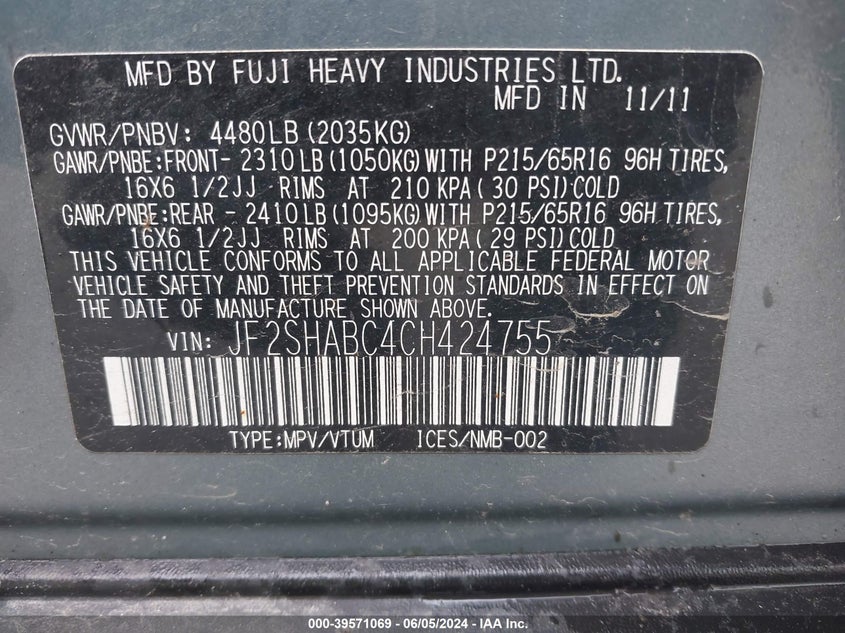 MFD BY FUJI HEAVY INDUSTRIES LTD.
MFD IN 11/11
GVWR/PNBV: 4480LB(2035KG)
GAWR/PNBE:FRONT- 2310LB(1050KG)WITH P215/65R16 96H TIRES,
16X6 1/2JJ RIMS AT 210 KPA( 30 PSI)COLD
GAWR/PNBE:REAR - 2410LB(1095KG)WITH P215/65R16 96H TIRES,
16X6 1/2JJ RIMS AT 200 KPA( 29 PSI)COLD
THIS VEHICLE CONFORMS TO ALL APPLICABLE FEDERAL MOTOR
VEHICLE SAFETY AND THEFT PREVENTION STANDARDS IN EFFECT ON
THE DATE OF MANUFACTURE SHOWN ABOVE.
VIN: JF2SHABC4CH424755
TYPE:MPV/VTUM ICES/NMB-002
000-39571069 - 06/05/2024 - IAAI.com